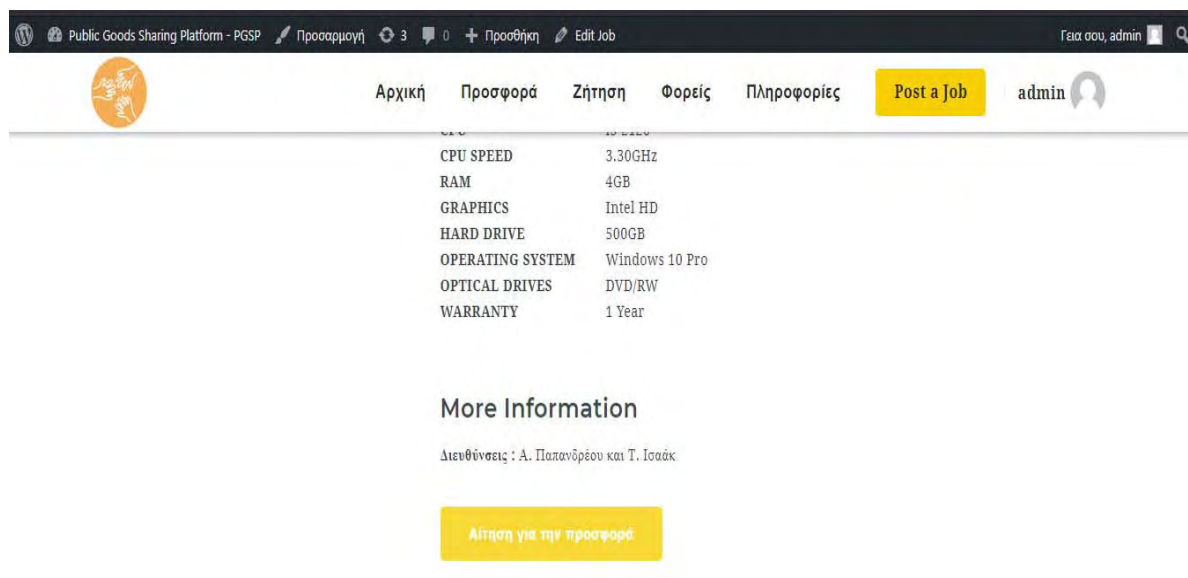 Public Goods Sharing Platform - PGSP Προσαρμογή 3 0 Προσθήκη Edit Job Γεια σου, admin
Αρχική Προσφορά Ζήτηση Φορείς Πληροφορίες Post a Job admin
CPU SPEED 3.30GHz
RAM 4GB
GRAPHICS Intel HD
HARD DRIVE 500GB
OPERATING SYSTEM Windows 10 Pro
OPTICAL DRIVES DVD/RW
WARRANTY 1 Year
More Information
Διευθύνσεις : Α. Παπανδρέου και Τ. Ισαάκ
Αίτηση για την προσφορά